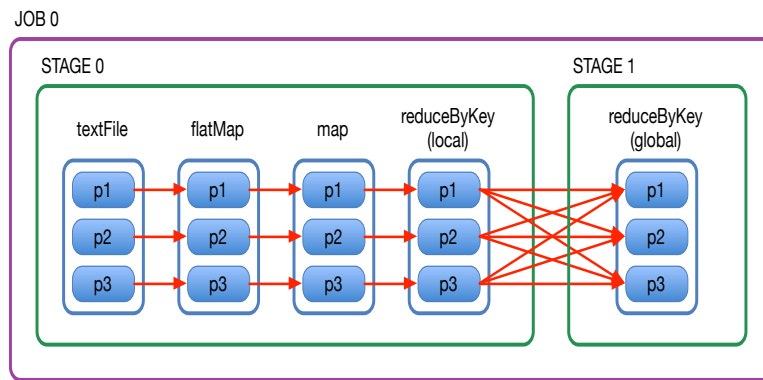 JOB 0
STAGE 0
STAGE 1
textFile
flatMap
map
reduceByKey
(local)
reduceByKey
(global)
p1
p1
p1
p1
p1
p2
p2
p2
p2
p2
p3
p3
p3
p3
p3